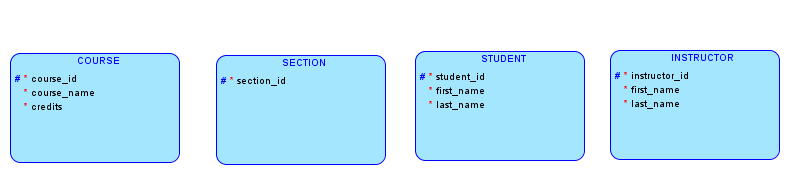 COURSE
# * course_id
* course_name
* credits
SECTION
# * section_id
STUDENT
# * student_id
* first_name
* last_name
INSTRUCTOR
# * instructor_id
* first_name
* last_name